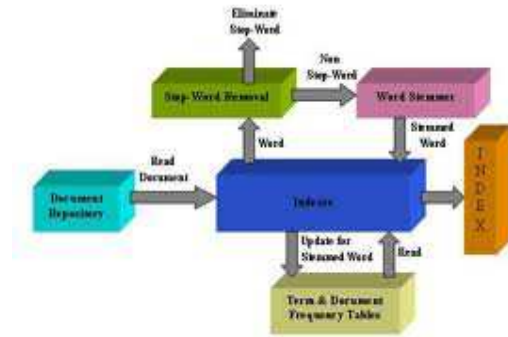 Eliminate
Stop-Word
Non
Stop-Word
Stop-Word Removal
Word Stemmer
Word
Stemmed
Word
Read
Document
Document
Repository
Indexer
INDEX
Update for
Stemmed Word
Read
Term & Document
Frequency Tables